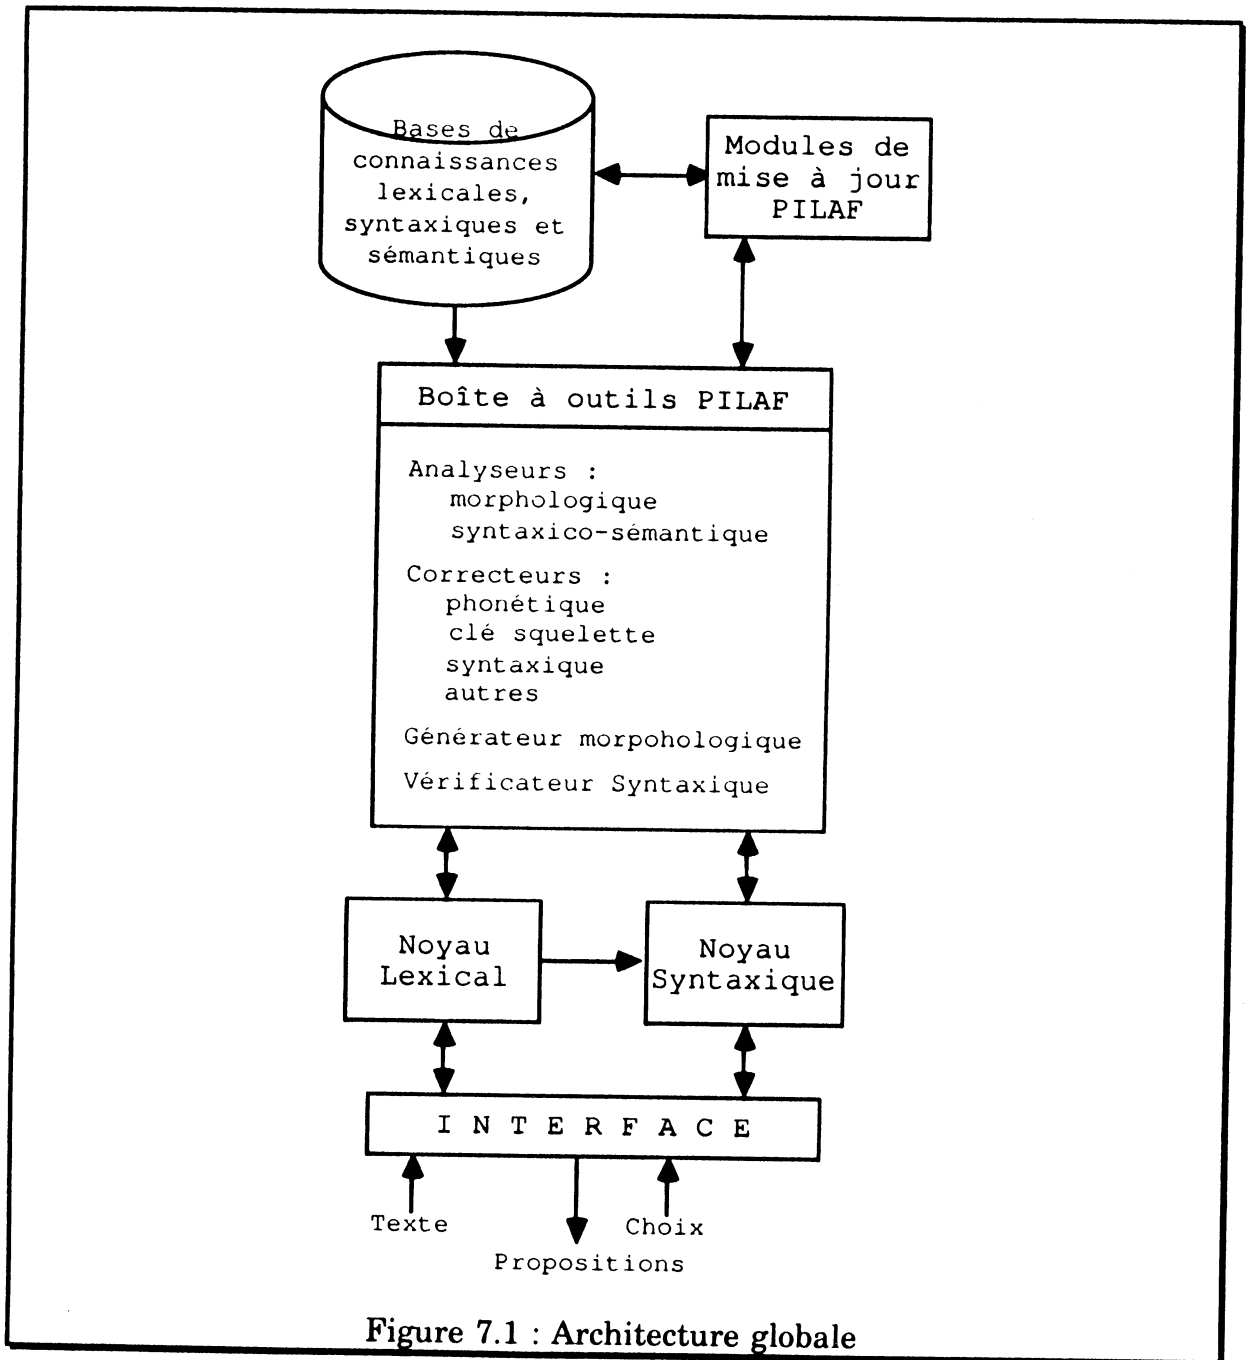 Bases de
connaissances
lexicales,
syntaxiques et
sémantiques
Modules de
mise à jour
PILAF
Boîte à outils PILAF
Analyseurs :
morphologique
syntaxico-sémantique
Correcteurs :
phonétique
clé squelette
syntaxique
autres
Générateur morpohologique
Vérificateur Syntaxique
Noyau
Lexical
Noyau
Syntaxique
I N T E R F A C E
Texte
Choix
Propositions
Figure 7.1 : Architecture globale